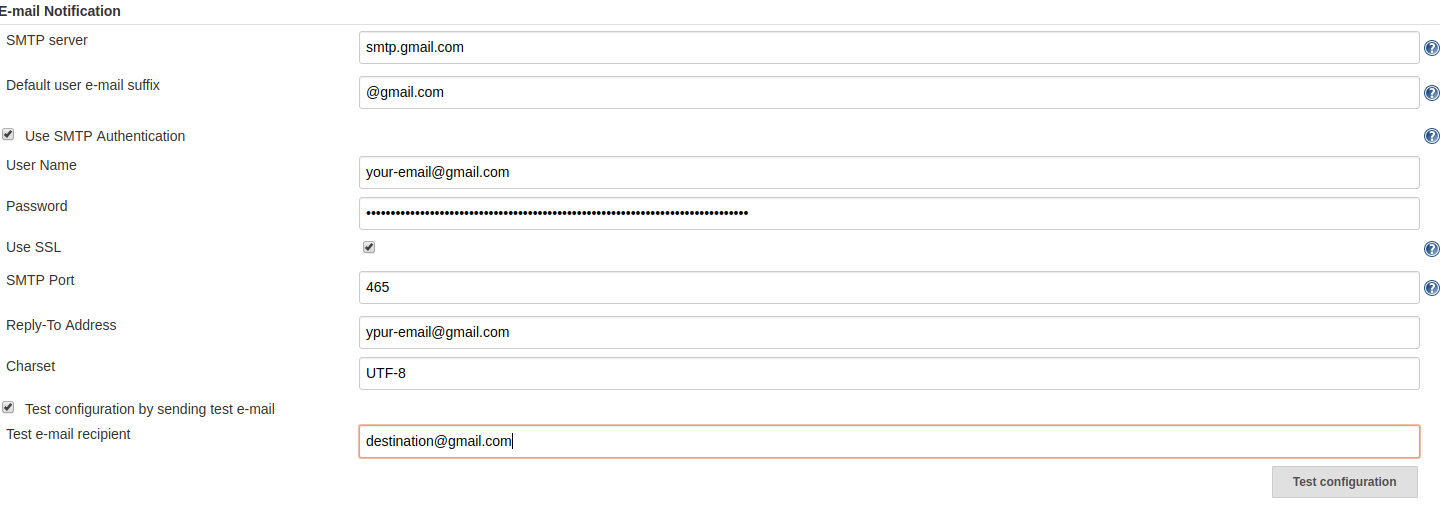 E-mail Notification
SMTP server
smtp.gmail.com
Default user e-mail suffix
@gmail.com
Use SMTP Authentication
User Name
your-email@gmail.com
Password
••••••••••••••••••••••••••••••••••••••••••••••••••••••••••••••••••••••••••••
Use SSL
SMTP Port
465
Reply-To Address
ypur-email@gmail.com
Charset
UTF-8
Test configuration by sending test e-mail
Test e-mail recipient
destination@gmail.com
Test configuration